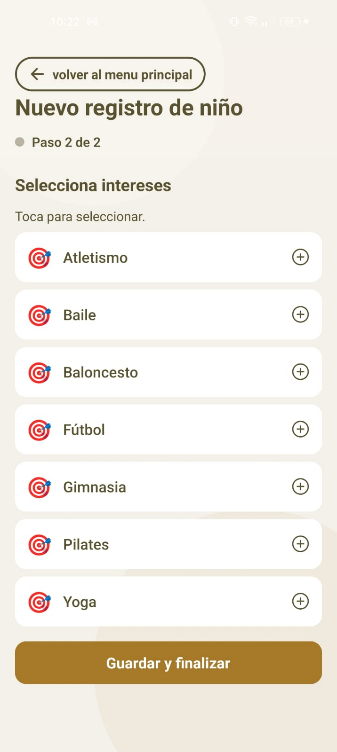 10:22
volver al menu principal
Nuevo registro de niño
Paso 2 de 2
Selecciona intereses
Toca para seleccionar.
Atletismo
Baile
Baloncesto
Fútbol
Gimnasia
Pilates
Yoga
Guardar y finalizar